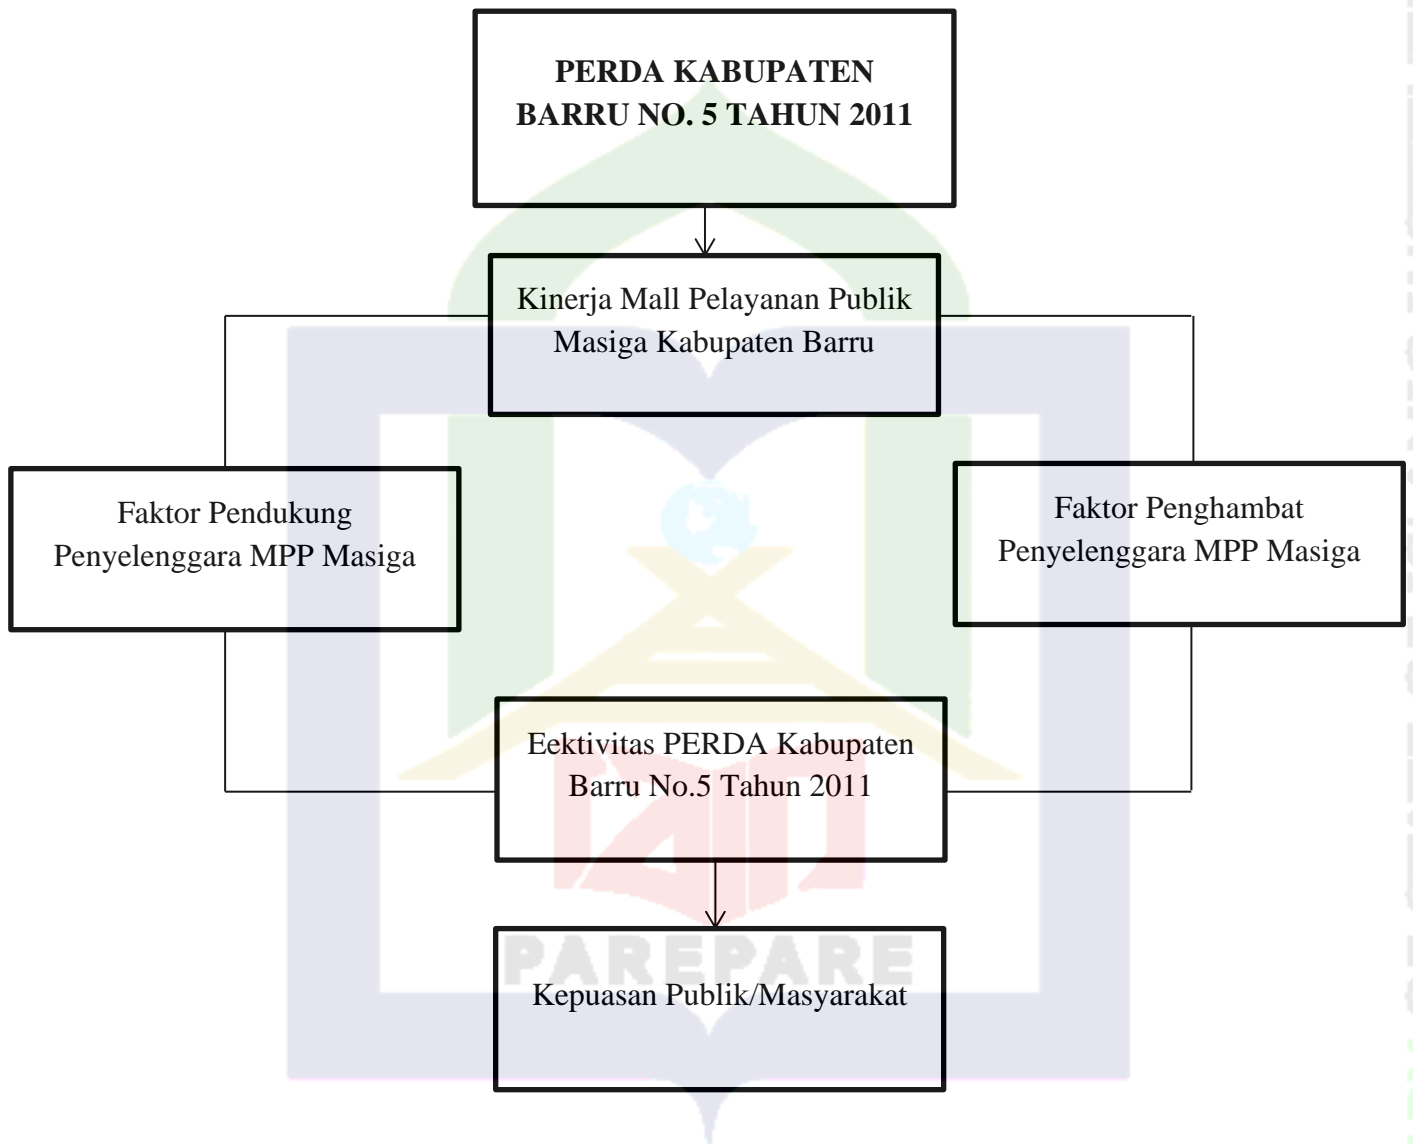 PERDA KABUPATEN
BARRU NO. 5 TAHUN 2011
Kinerja Mall Pelayanan Publik
Masiga Kabupaten Barru
Faktor Pendukung
Penyelenggara MPP Masiga
Faktor Penghambat
Penyelenggara MPP Masiga
Eektivitas PERDA Kabupaten
Barru No.5 Tahun 2011
PAREPARE
Kepuasan Publik/Masyarakat